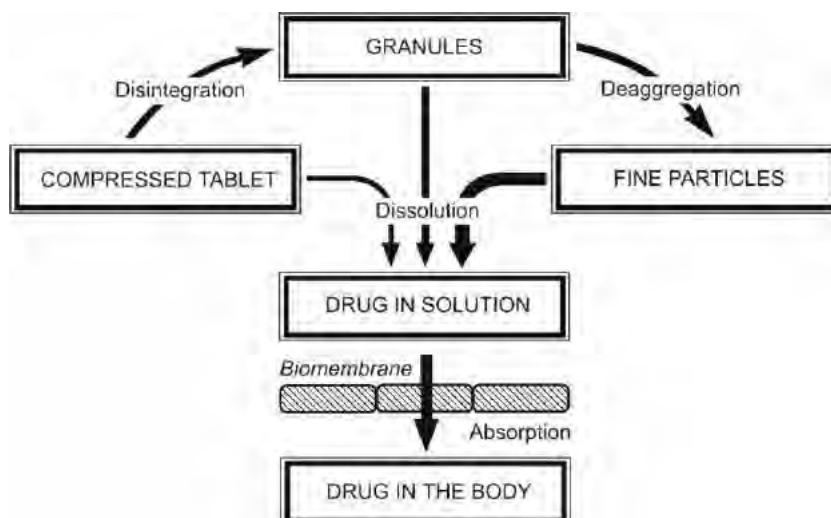 GRANULES
Disintegration
Deaggregation
COMPRESSED TABLET
FINE PARTICLES
Dissolution
DRUG IN SOLUTION
Biomembrane
Absorption
DRUG IN THE BODY